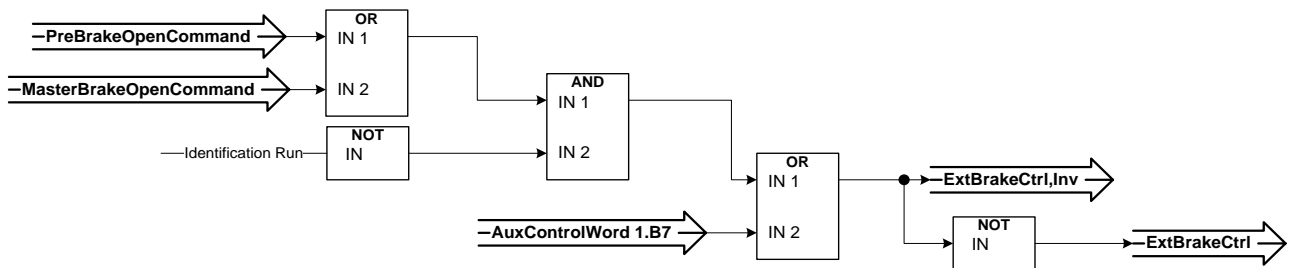 OR
PreBrakeOpenCommand
IN 1
MasterBrakeOpenCommand
IN 2
AND
IN 1
NOT
Identification Run
IN
IN 2
OR
IN 1
ExtBrakeCtrl,Inv
AuxControlWord 1.B7
IN 2
NOT
IN
ExtBrakeCtrl